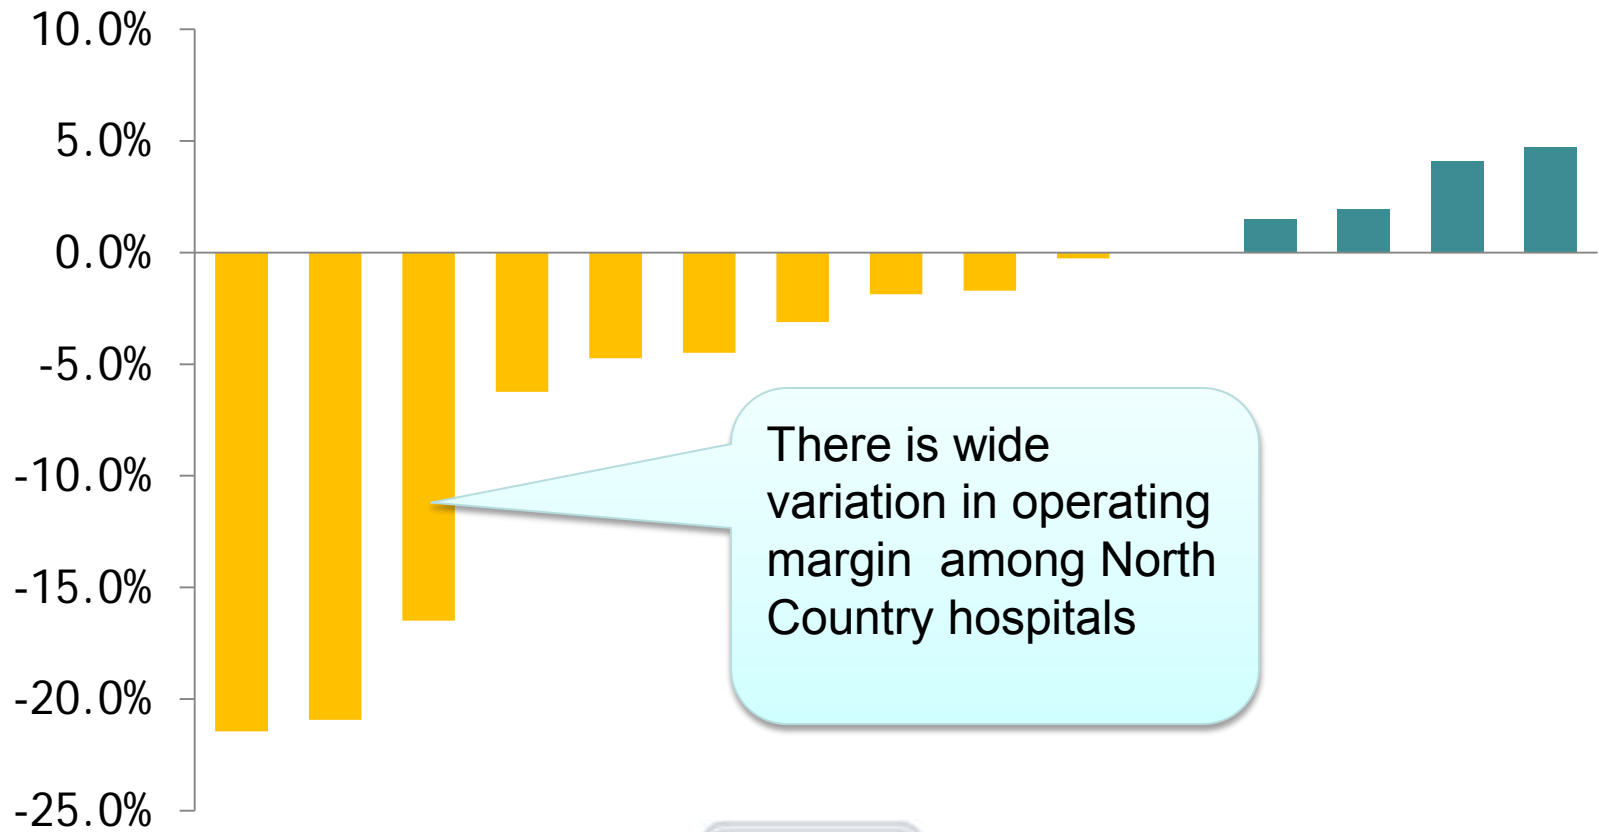 10.0%
5.0%
0.0%
-5.0%
-10.0%
-15.0%
-20.0%
-25.0%
There is wide
variation in operating
margin  among North
Country hospitals